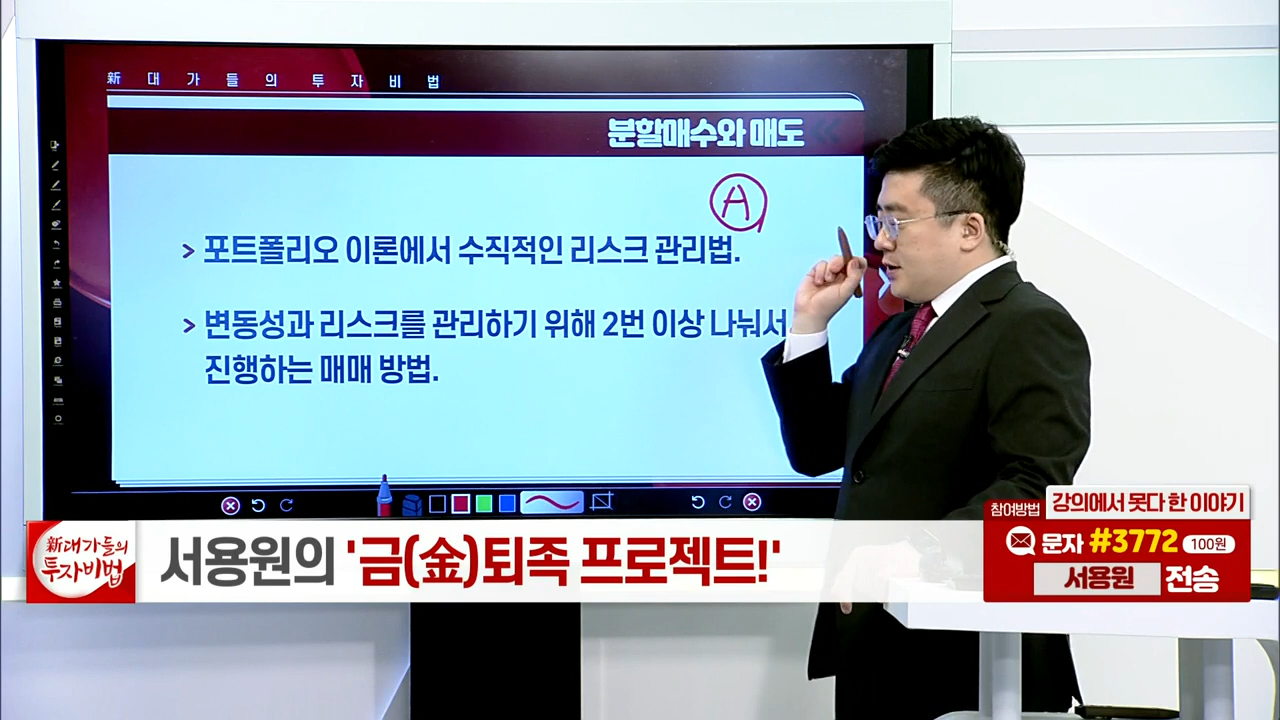 新 대 가 들 의 투 자 비 법
분할매수와 매도
A
> 포트폴리오 이론에서 수직적인 리스크 관리법.
> 변동성과 리스크를 관리하기 위해 2번 이상 나눠서
진행하는 매매 방법.
新대가들의
투자비법
서용원의 '금(金)퇴족 프로젝트!'
참여방법 강의에서 못다 한 이야기
문자 #3772 100원
서용원 전송